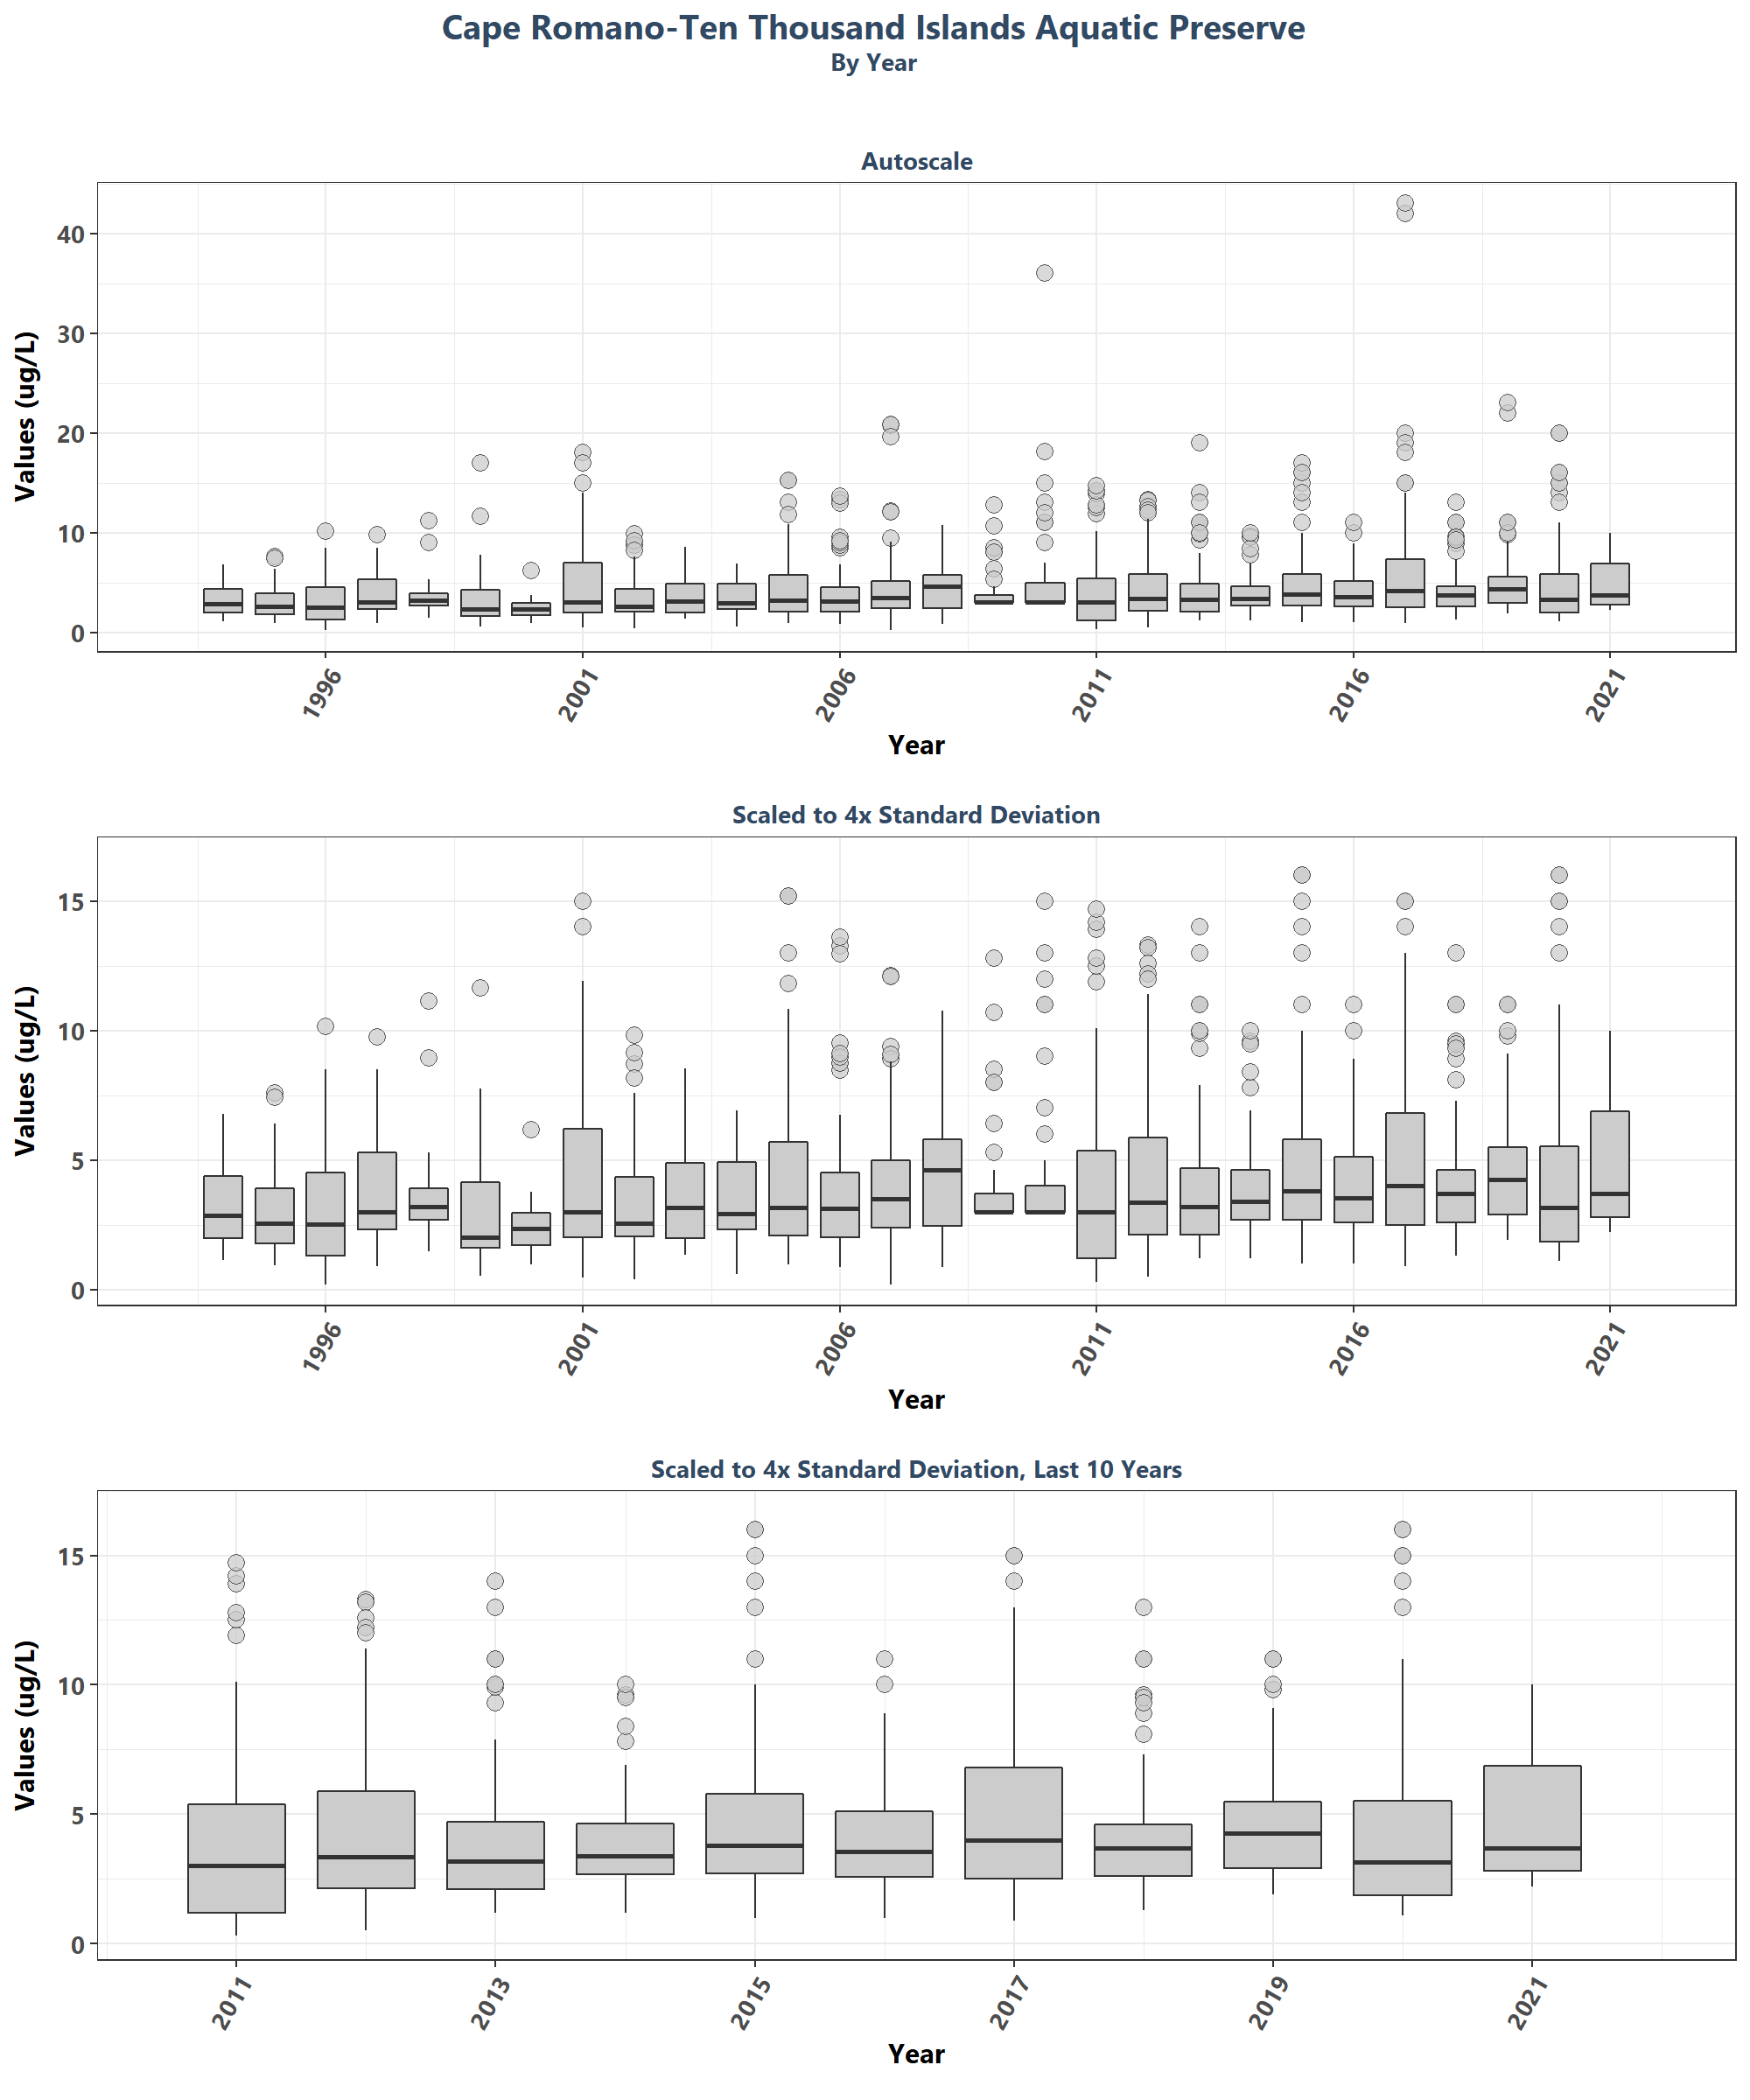 Cape Romano-Ten Thousand Islands Aquatic Preserve
By Year
Autoscale
Values (ug/L)
40
30
20
10
0
1996
2001
2006
2011
2016
2021
Year
Scaled to 4x Standard Deviation
Values (ug/L)
15
10
5
0
1996
2001
2006
2011
2016
2021
Year
Scaled to 4x Standard Deviation, Last 10 Years
Values (ug/L)
15
10
5
0
2011
2013
2015
2017
2019
2021
Year